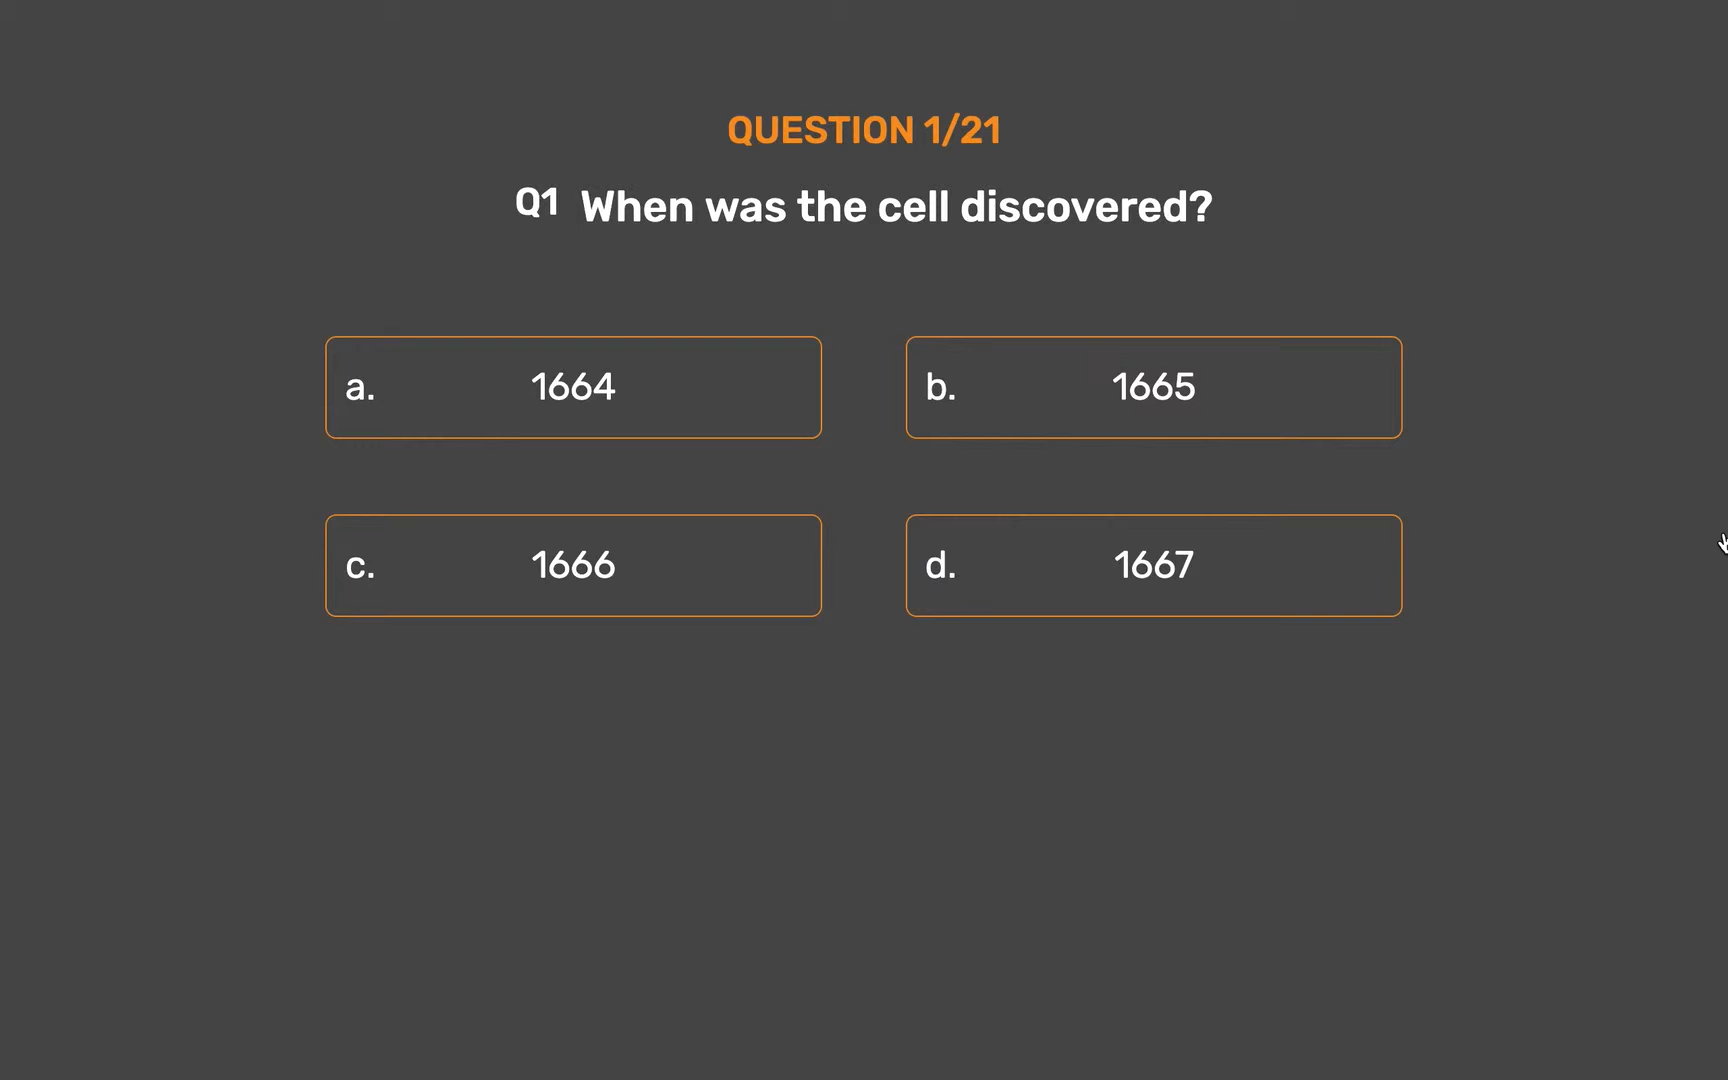 QUESTION 1/21
Q1 When was the cell discovered?
a. 1664
b. 1665
c. 1666
d. 1667